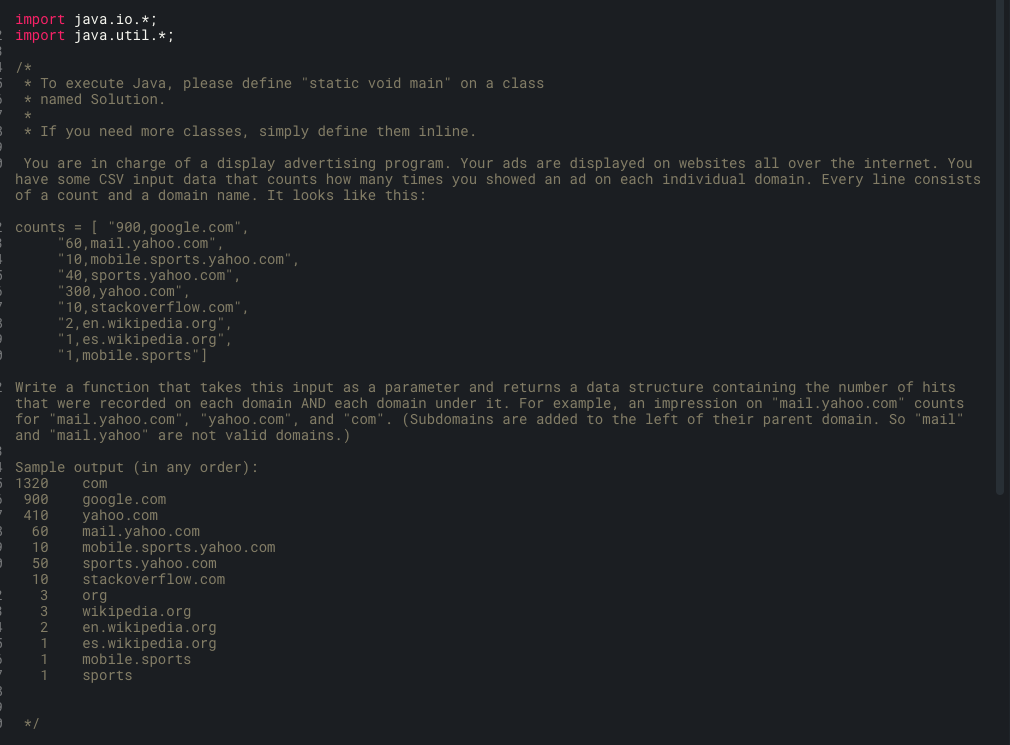 import java.io.*;
import java.util.*;
/*
* To execute Java, please define "static void main" on a class
* named Solution.
*
* If you need more classes, simply define them inline.
You are in charge of a display advertising program. Your ads are displayed on websites all over the internet. You
have some CSV input data that counts how many times you showed an ad on each individual domain. Every line consists
of a count and a domain name. It looks like this:
counts = [ "900,google.com",
"60,mail.yahoo.com",
"10,mobile.sports.yahoo.com",
"40,sports.yahoo.com",
"300,yahoo.com",
"10,stackoverflow.com",
"2,en.wikipedia.org",
"1,es.wikipedia.org",
"1,mobile.sports"]
Write a function that takes this input as a parameter and returns a data structure containing the number of hits
that were recorded on each domain AND each domain under it. For example, an impression on "mail.yahoo.com" counts
for "mail.yahoo.com", "yahoo.com", and "com". (Subdomains are added to the left of their parent domain. So "mail"
and "mail.yahoo" are not valid domains.)
Sample output (in any order):
1320 com
900 google.com
410 yahoo.com
60 mail.yahoo.com
10 mobile.sports.yahoo.com
50 sports.yahoo.com
10 stackoverflow.com
3 org
3 wikipedia.org
2 en.wikipedia.org
1 es.wikipedia.org
1 mobile.sports
1 sports
*/